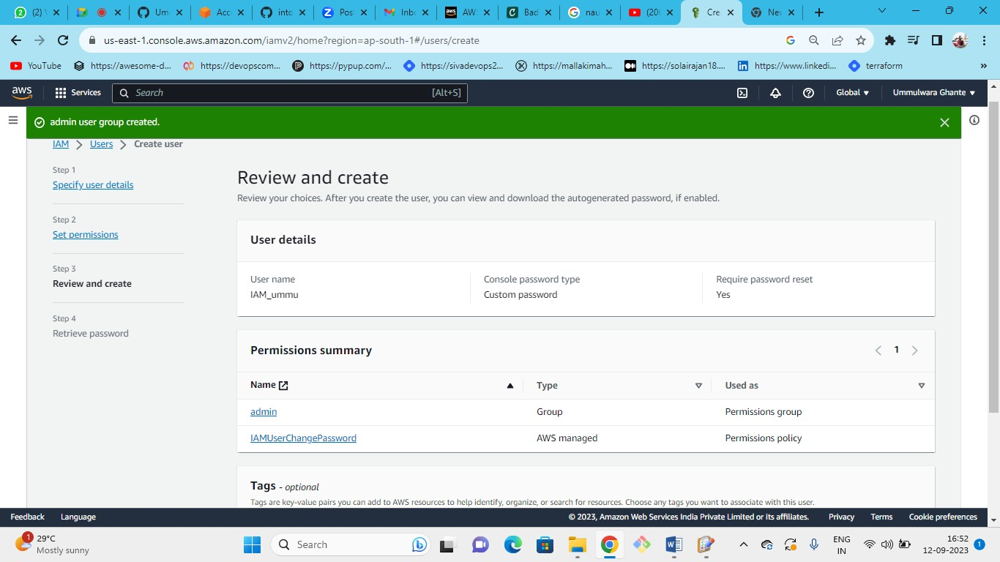 (2) \
Um
Acc
intc
Pos
Inb
AW
Bac
nau
(20
Cre
Nev
us-east-1.console.aws.amazon.com/iamv2/home?region=ap-south-1#/users/create
YouTube
https://awesome-d...
https://devopscom...
https://pypup.com/...
https://sivadevops2...
https://mallakimah...
https://solairajan18....
https://www.linkedi...
terraform
»
aws
Services
Search
[Alt+S]
Global
Ummulwara Ghante
admin user group created.
IAM
Users
Create user
Step 1
Specify user details
Step 2
Set permissions
Step 3
Review and create
Step 4
Retrieve password
Review and create
Review your choices. After you create the user, you can view and download the autogenerated password, if enabled.
User details
User name
IAM_ummu
Console password type
Custom password
Require password reset
Yes
Permissions summary
1
Name
Type
Used as
admin
Group
Permissions group
IAMUserChangePassword
AWS managed
Permissions policy
Tags - optional
Tags are key-value pairs you can add to AWS resources to help identify, organize, or search for resources. Choose any tags you want to associate with this user.
Feedback
Language
© 2023, Amazon Web Services India Private Limited or its affiliates.
Privacy
Terms
Cookie preferences
1
29°C
Mostly sunny
Search
ENG
IN
16:52
12-09-2023
1